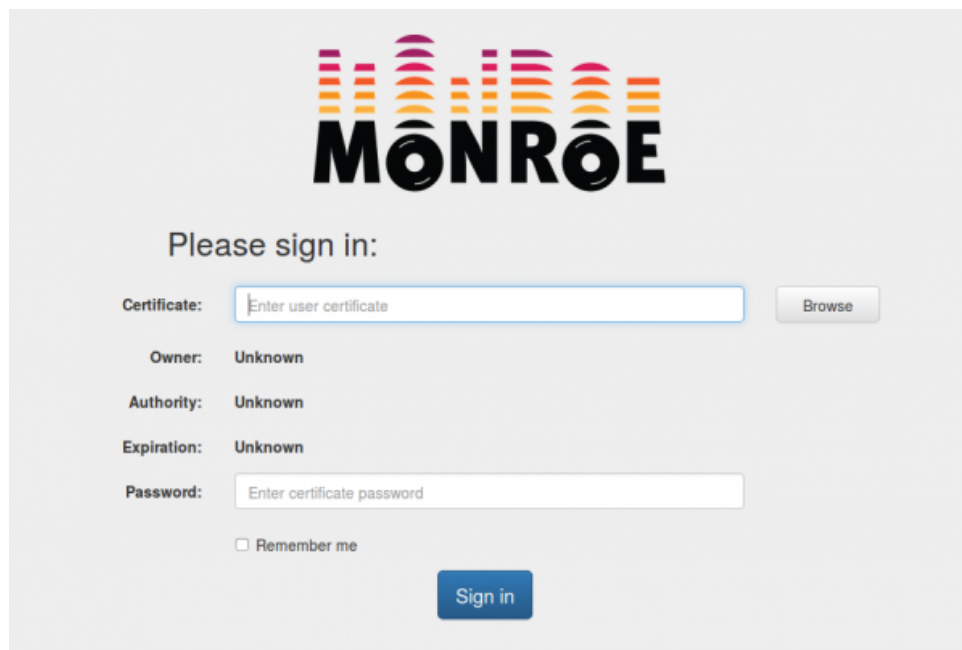 MÔNRÔE
Please sign in:
Certificate: Enter user certificate Browse
Owner: Unknown
Authority: Unknown
Expiration: Unknown
Password: Enter certificate password
Remember me
Sign in